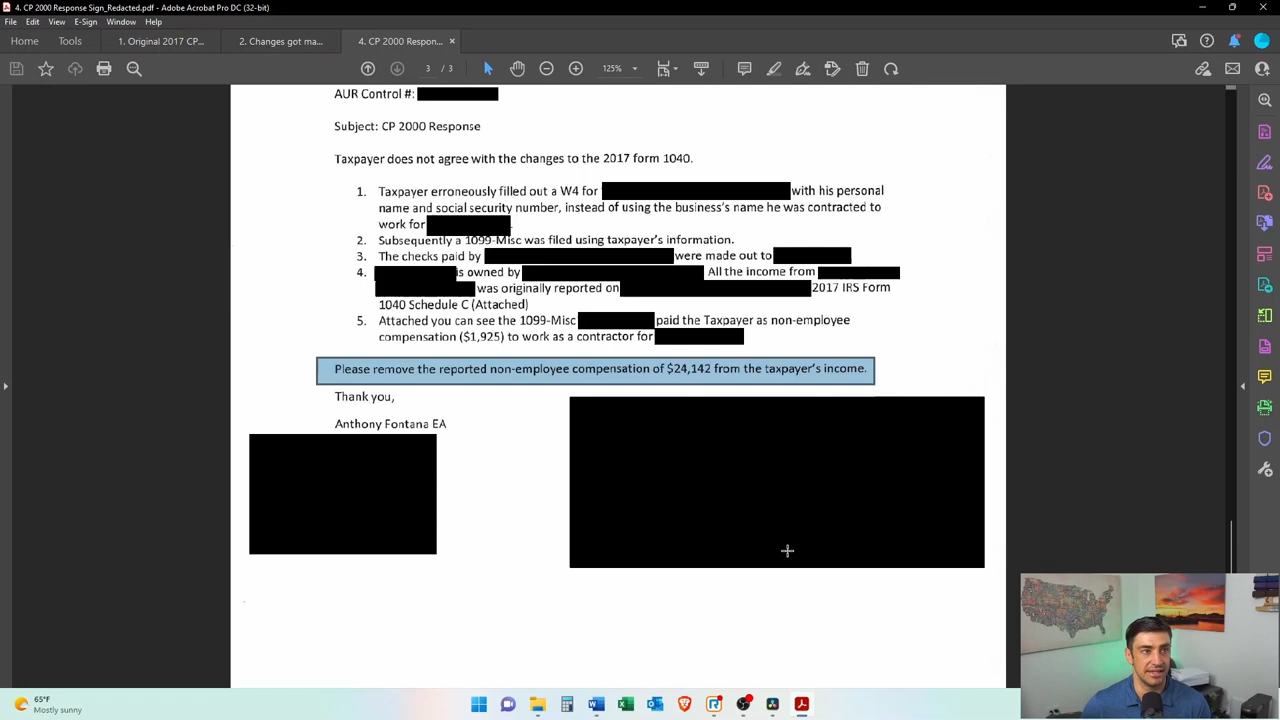 4. CP 2000 Response Sign_Redacted.pdf - Adobe Acrobat Pro DC (32-bit)
File Edit View E-Sign Window Help
Home Tools 1. Original 2017 CP... 2. Changes got ma... 4. CP 2000 Respon... ×
3 / 3 125%
AUR Control #:
Subject: CP 2000 Response
Taxpayer does not agree with the changes to the 2017 form 1040.
1. Taxpayer erroneously filled out a W4 for with his personal
name and social security number, instead of using the business's name he was contracted to
work for .
2. Subsequently a 1099-Misc was filed using taxpayer's information.
3. The checks paid by were made out to
4. is owned by All the income from
was originally reported on 2017 IRS Form
1040 Schedule C (Attached)
5. Attached you can see the 1099-Misc paid the Taxpayer as non-employee
compensation ($1,925) to work as a contractor for
Please remove the reported non-employee compensation of $24,142 from the taxpayer's income.
Thank you,
Anthony Fontana EA
65°F
Mostly sunny